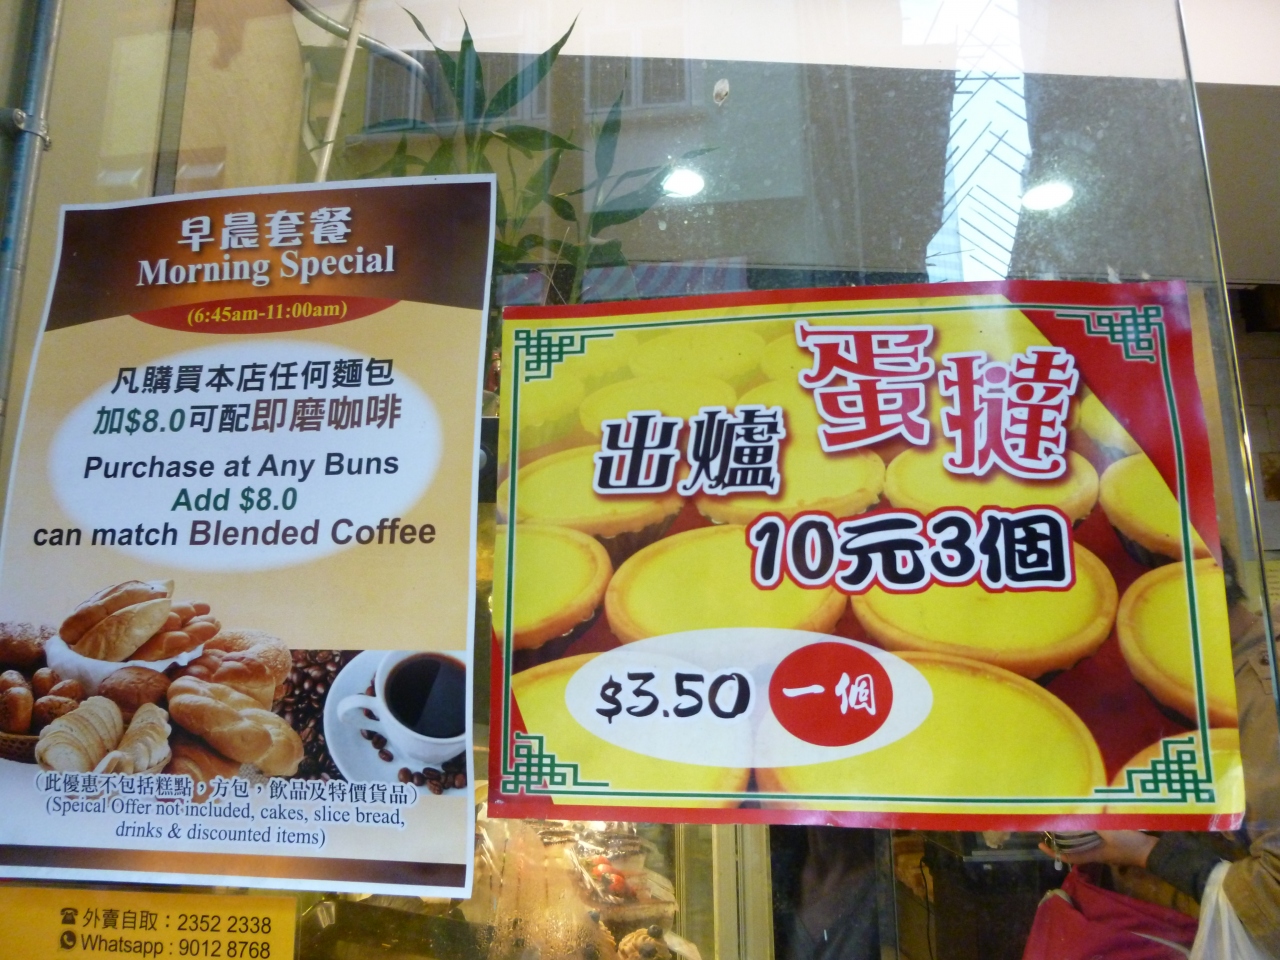 早晨套餐
Morning Special
(6:45am-11:00am)
凡購買本店任何麵包
加$8.0可配即磨咖啡
Purchase at Any Buns
Add $8.0
can match Blended Coffee
(此優惠不包括糕點，方包，飲品及特價貨品)
(Speical Offer not included, cakes, slice bread,
drinks & discounted items)
外賣自取：2352 2338
Whatsapp : 9012 8768
出爐蛋撻
10元3個
$3.50 一個